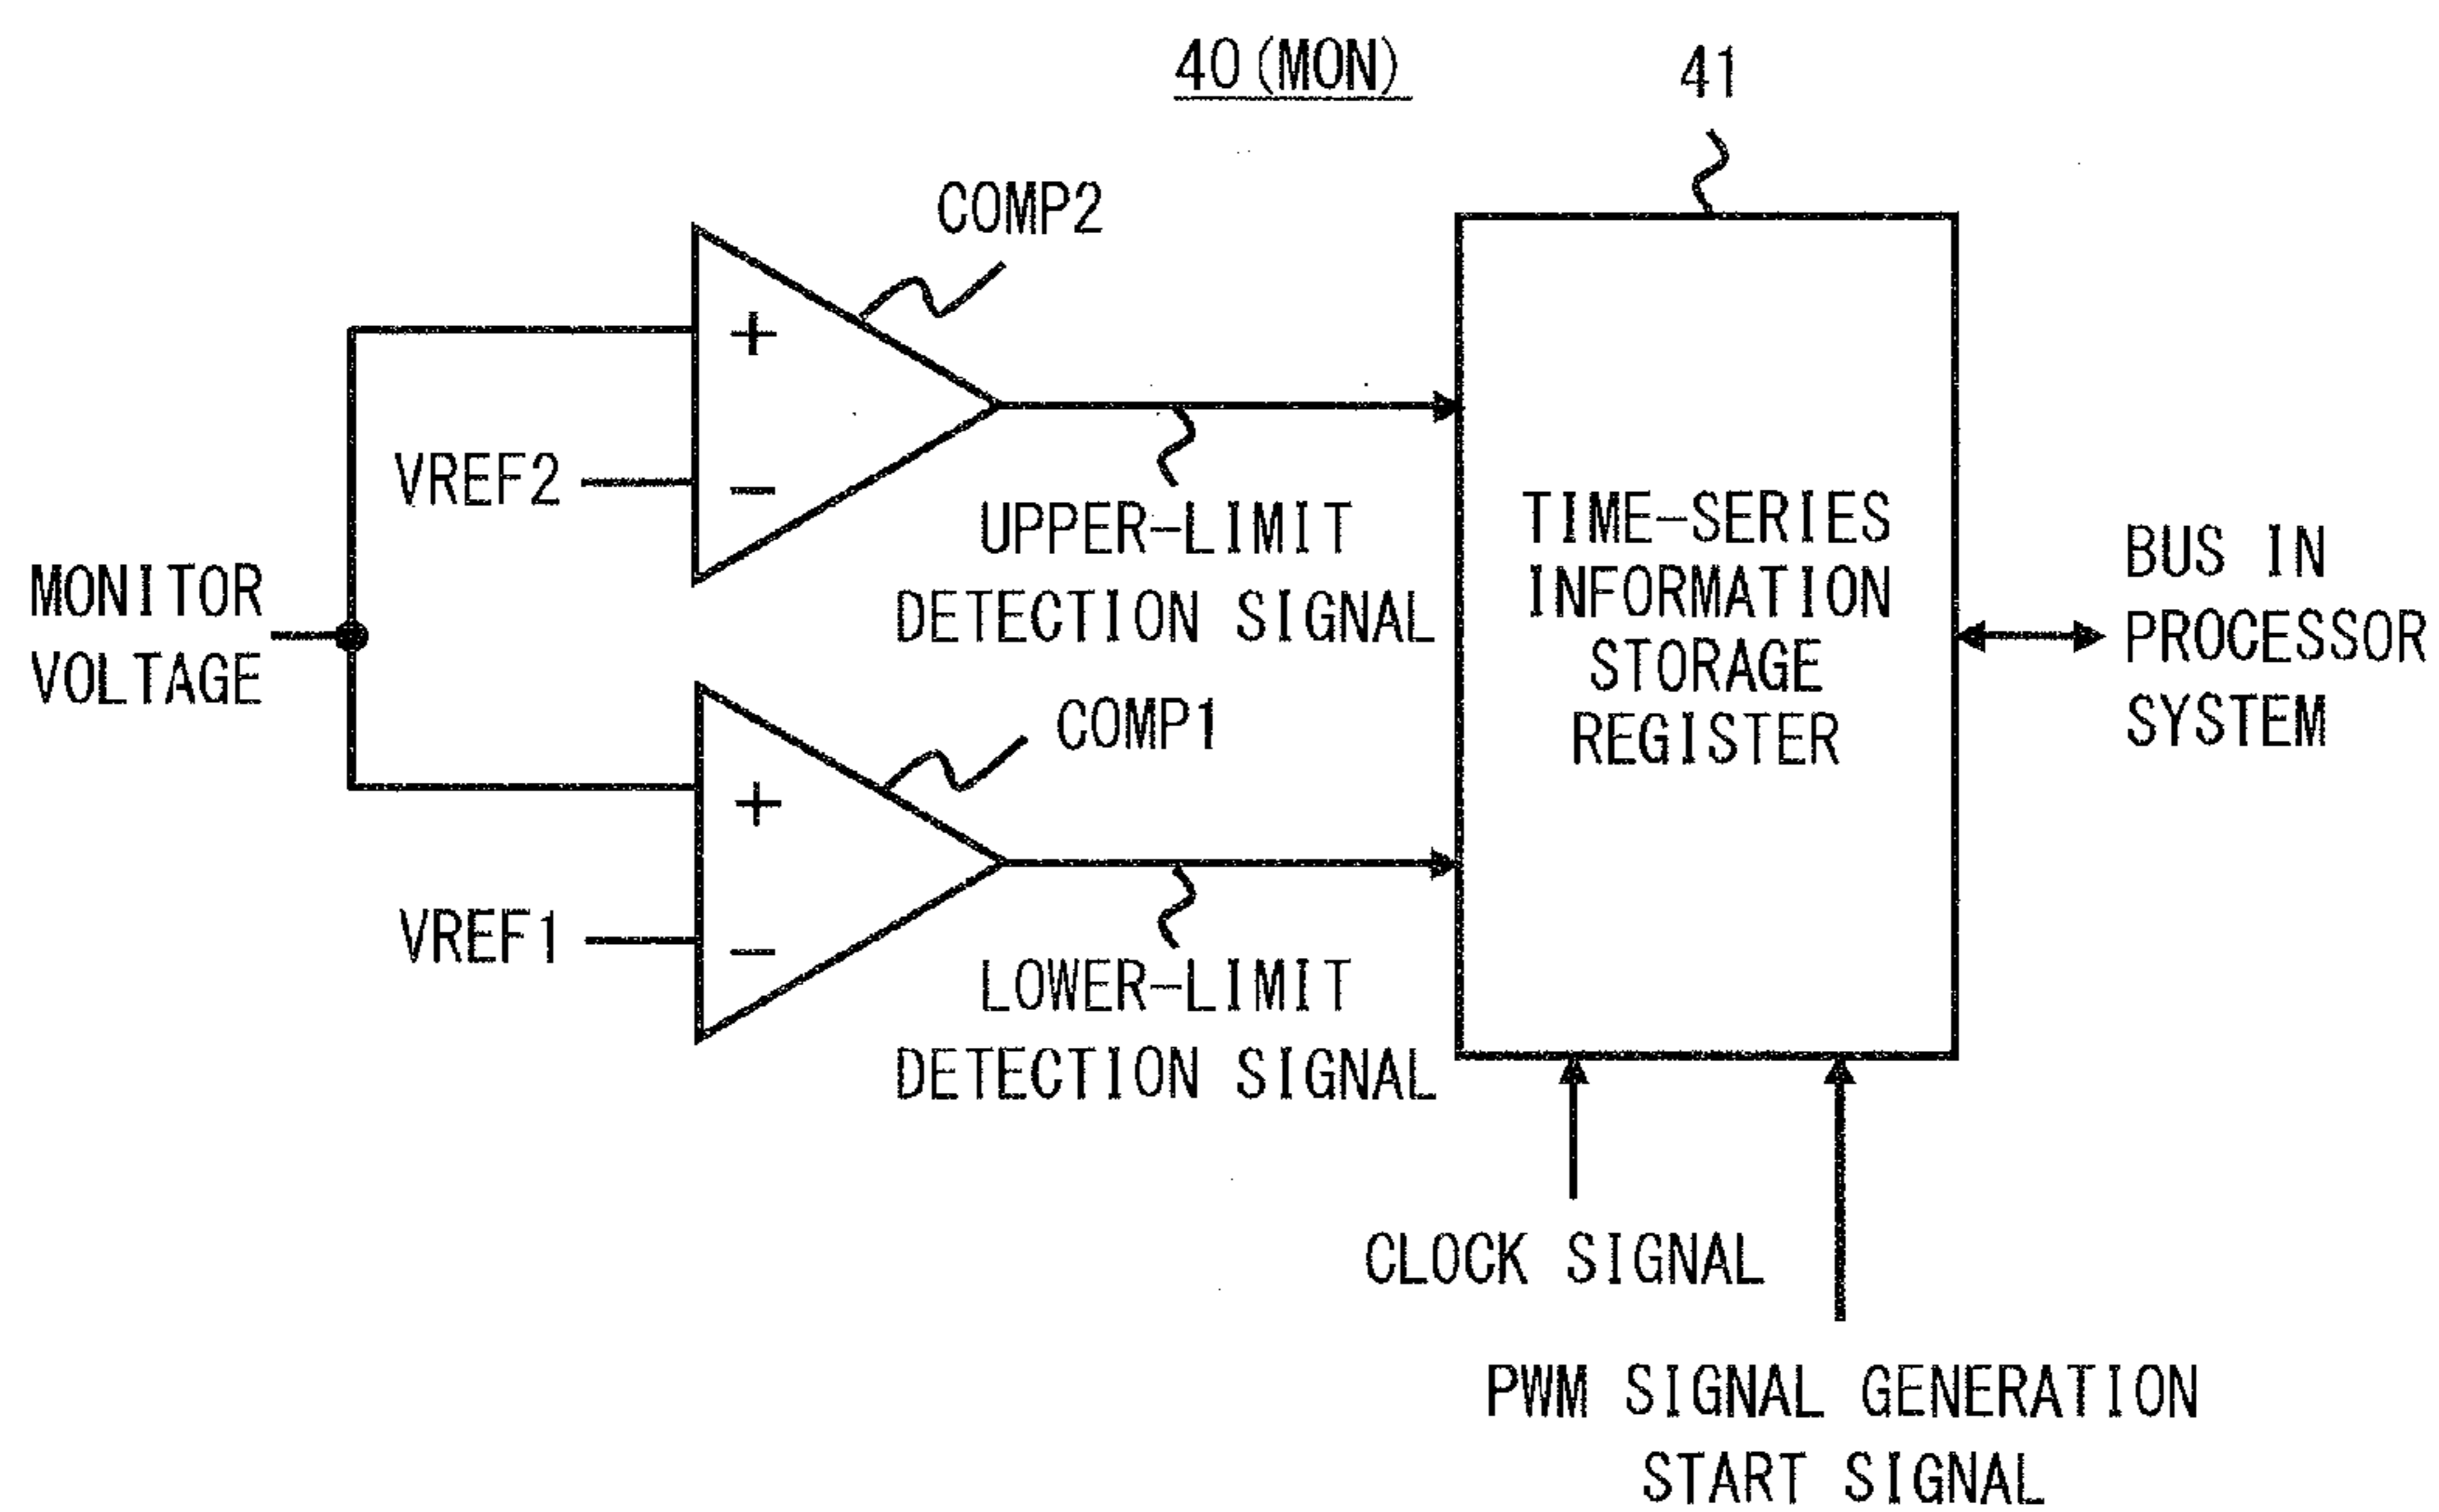 40(MON)
41
COMP2
+
VREF2
−
UPPER-LIMIT
DETECTION SIGNAL
MONITOR
VOLTAGE
COMP1
+
VREF1
−
LOWER-LIMIT
DETECTION SIGNAL
TIME-SERIES
INFORMATION
STORAGE
REGISTER
BUS IN
PROCESSOR
SYSTEM
CLOCK SIGNAL
PWM SIGNAL GENERATION
START SIGNAL